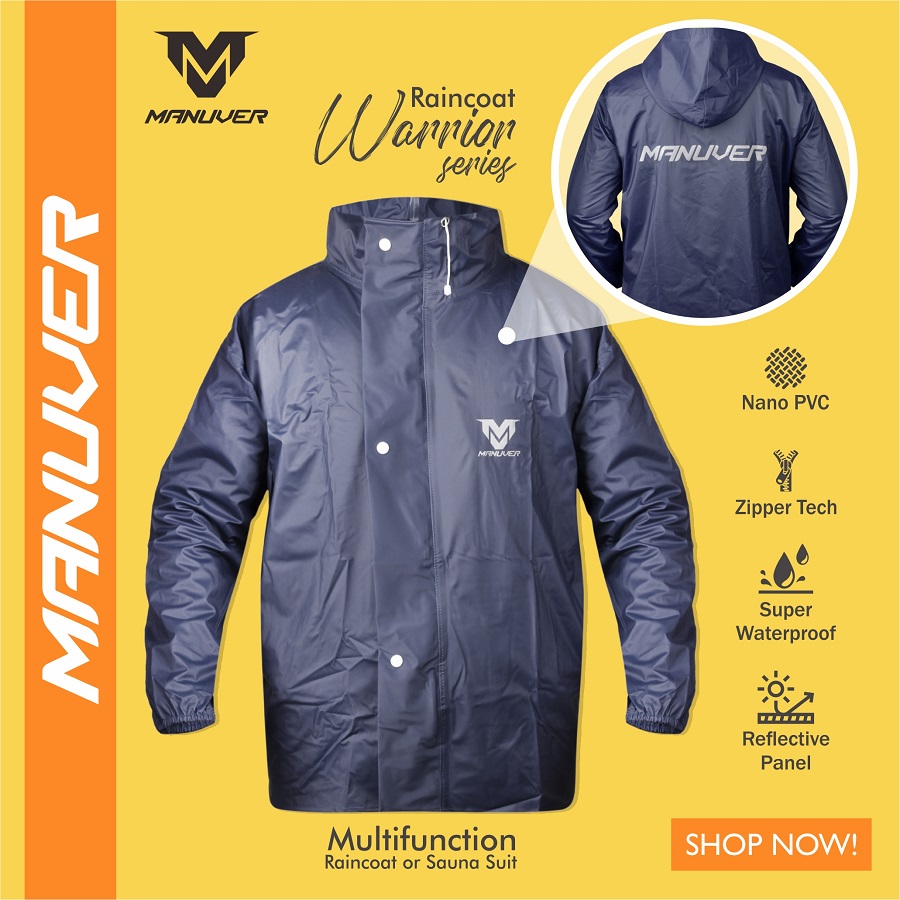 MANUVER
MANUVER
Raincoat
Warrior
series
MANUVER
MANUVER
Nano PVC
Zipper Tech
Super
Waterproof
Reflective
Panel
Multifunction
Raincoat or Sauna Suit
SHOP NOW!